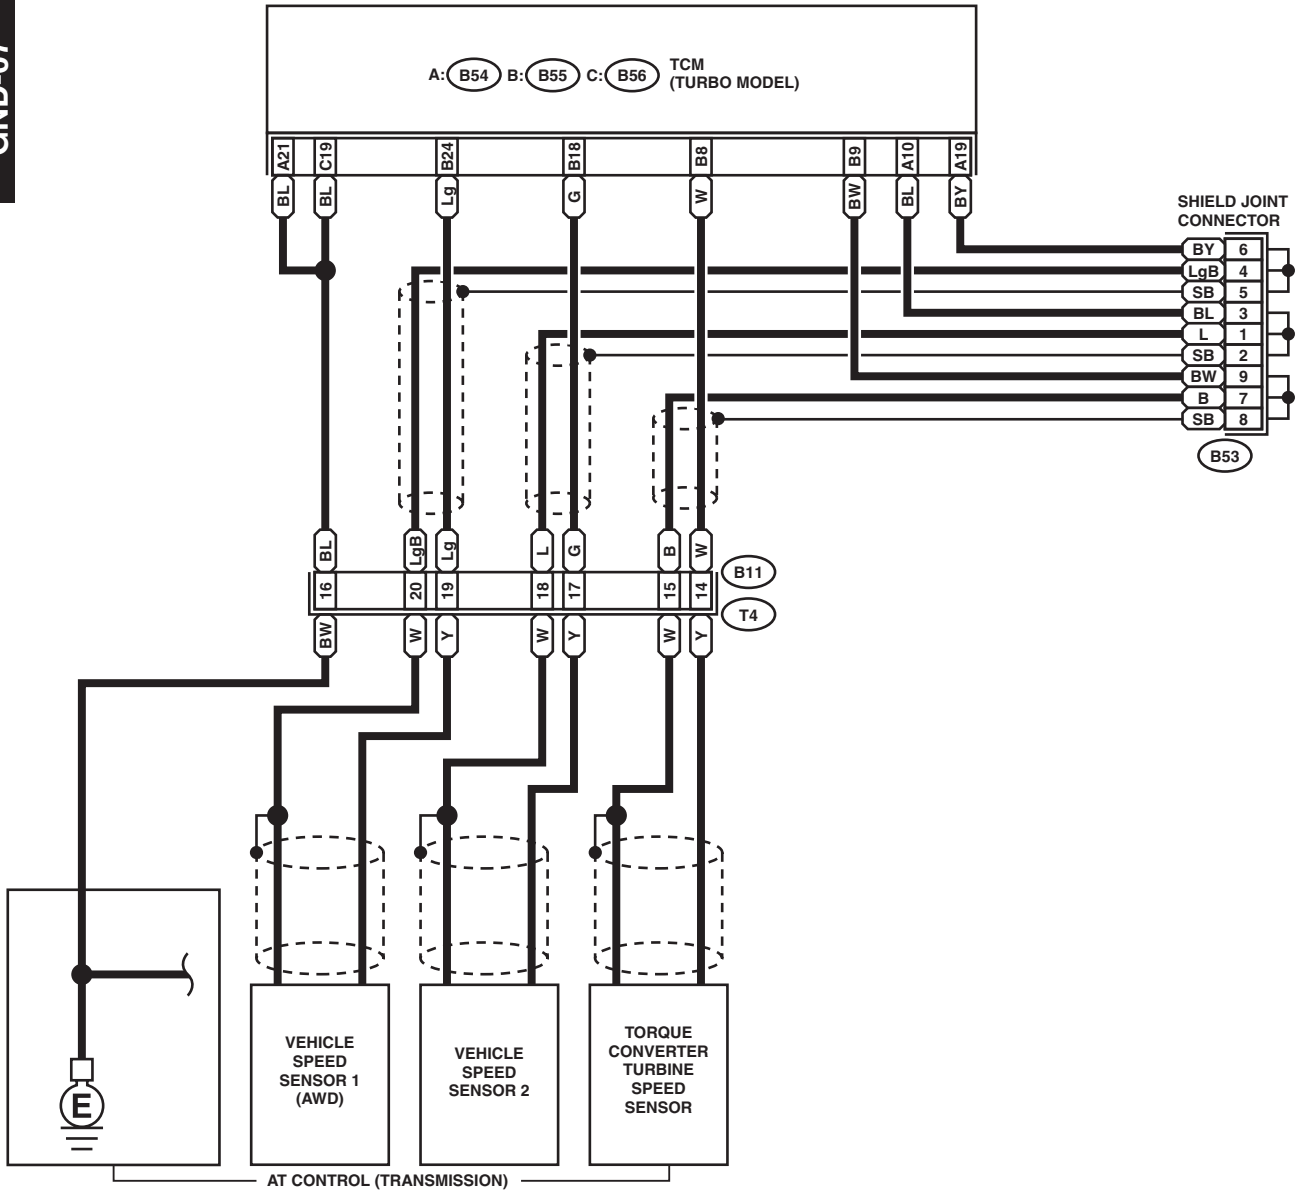 A: B54 B: B55 C: B56 TCM
(TURBO MODEL)
A21 C19 B24 B18 B8 B9 A10 A19
BL BL Lg G W BW BL BY
SHIELD JOINT
CONNECTOR
BY 6
LgB 4
SB 5
BL 3
L 1
SB 2
BW 9
B 7
SB 8
B53
BL LgB Lg L G B W
B11
16 20 19 18 17 15 14
T4
BW W Y W Y W Y
VEHICLE
SPEED
SENSOR 1
(AWD)
VEHICLE
SPEED
SENSOR 2
TORQUE
CONVERTER
TURBINE
SPEED
SENSOR
E
AT CONTROL (TRANSMISSION)